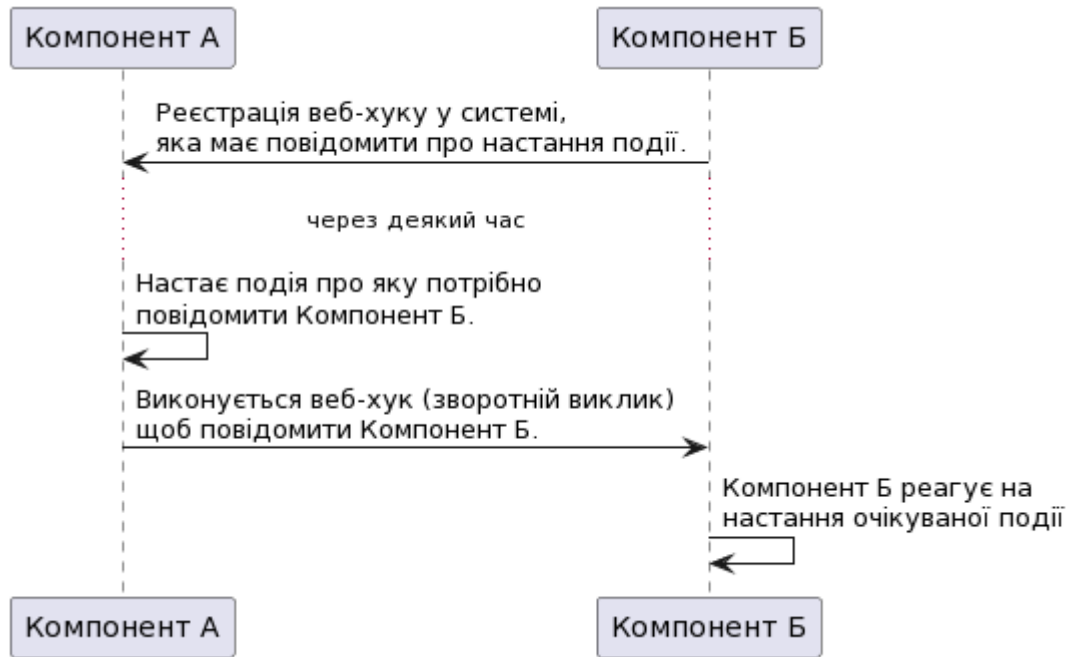 Компонент А
Компонент Б
Реєстрація веб-хуку у системі,
яка має повідомити про настання події.
через деякий час
Настає подія про яку потрібно
повідомити Компонент Б.
Виконується веб-хук (зворотній виклик)
щоб повідомити Компонент Б.
Компонент Б реагує на
настання очікуваної події
Компонент А
Компонент Б